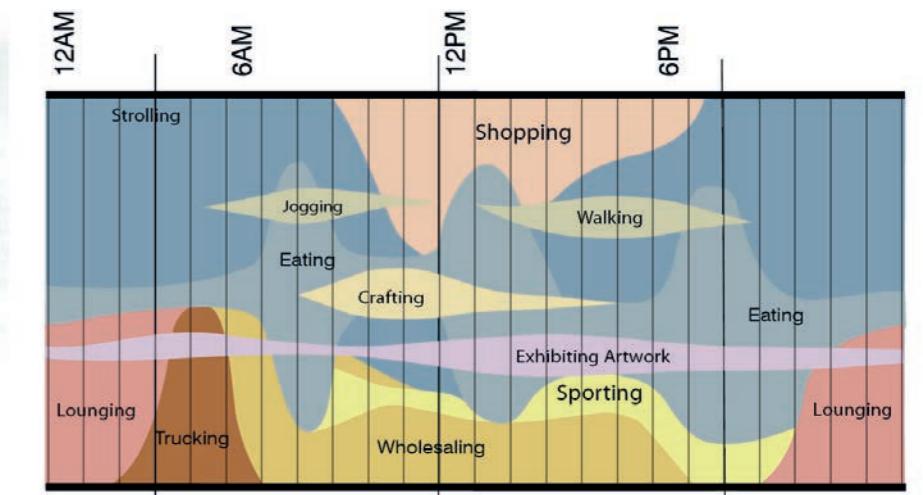 12AM
6AM
12PM
6PM
Strolling
Shopping
Jogging
Walking
Eating
Crafting
Eating
Exhibiting Artwork
Sporting
Lounging
Lounging
Trucking
Wholesaling